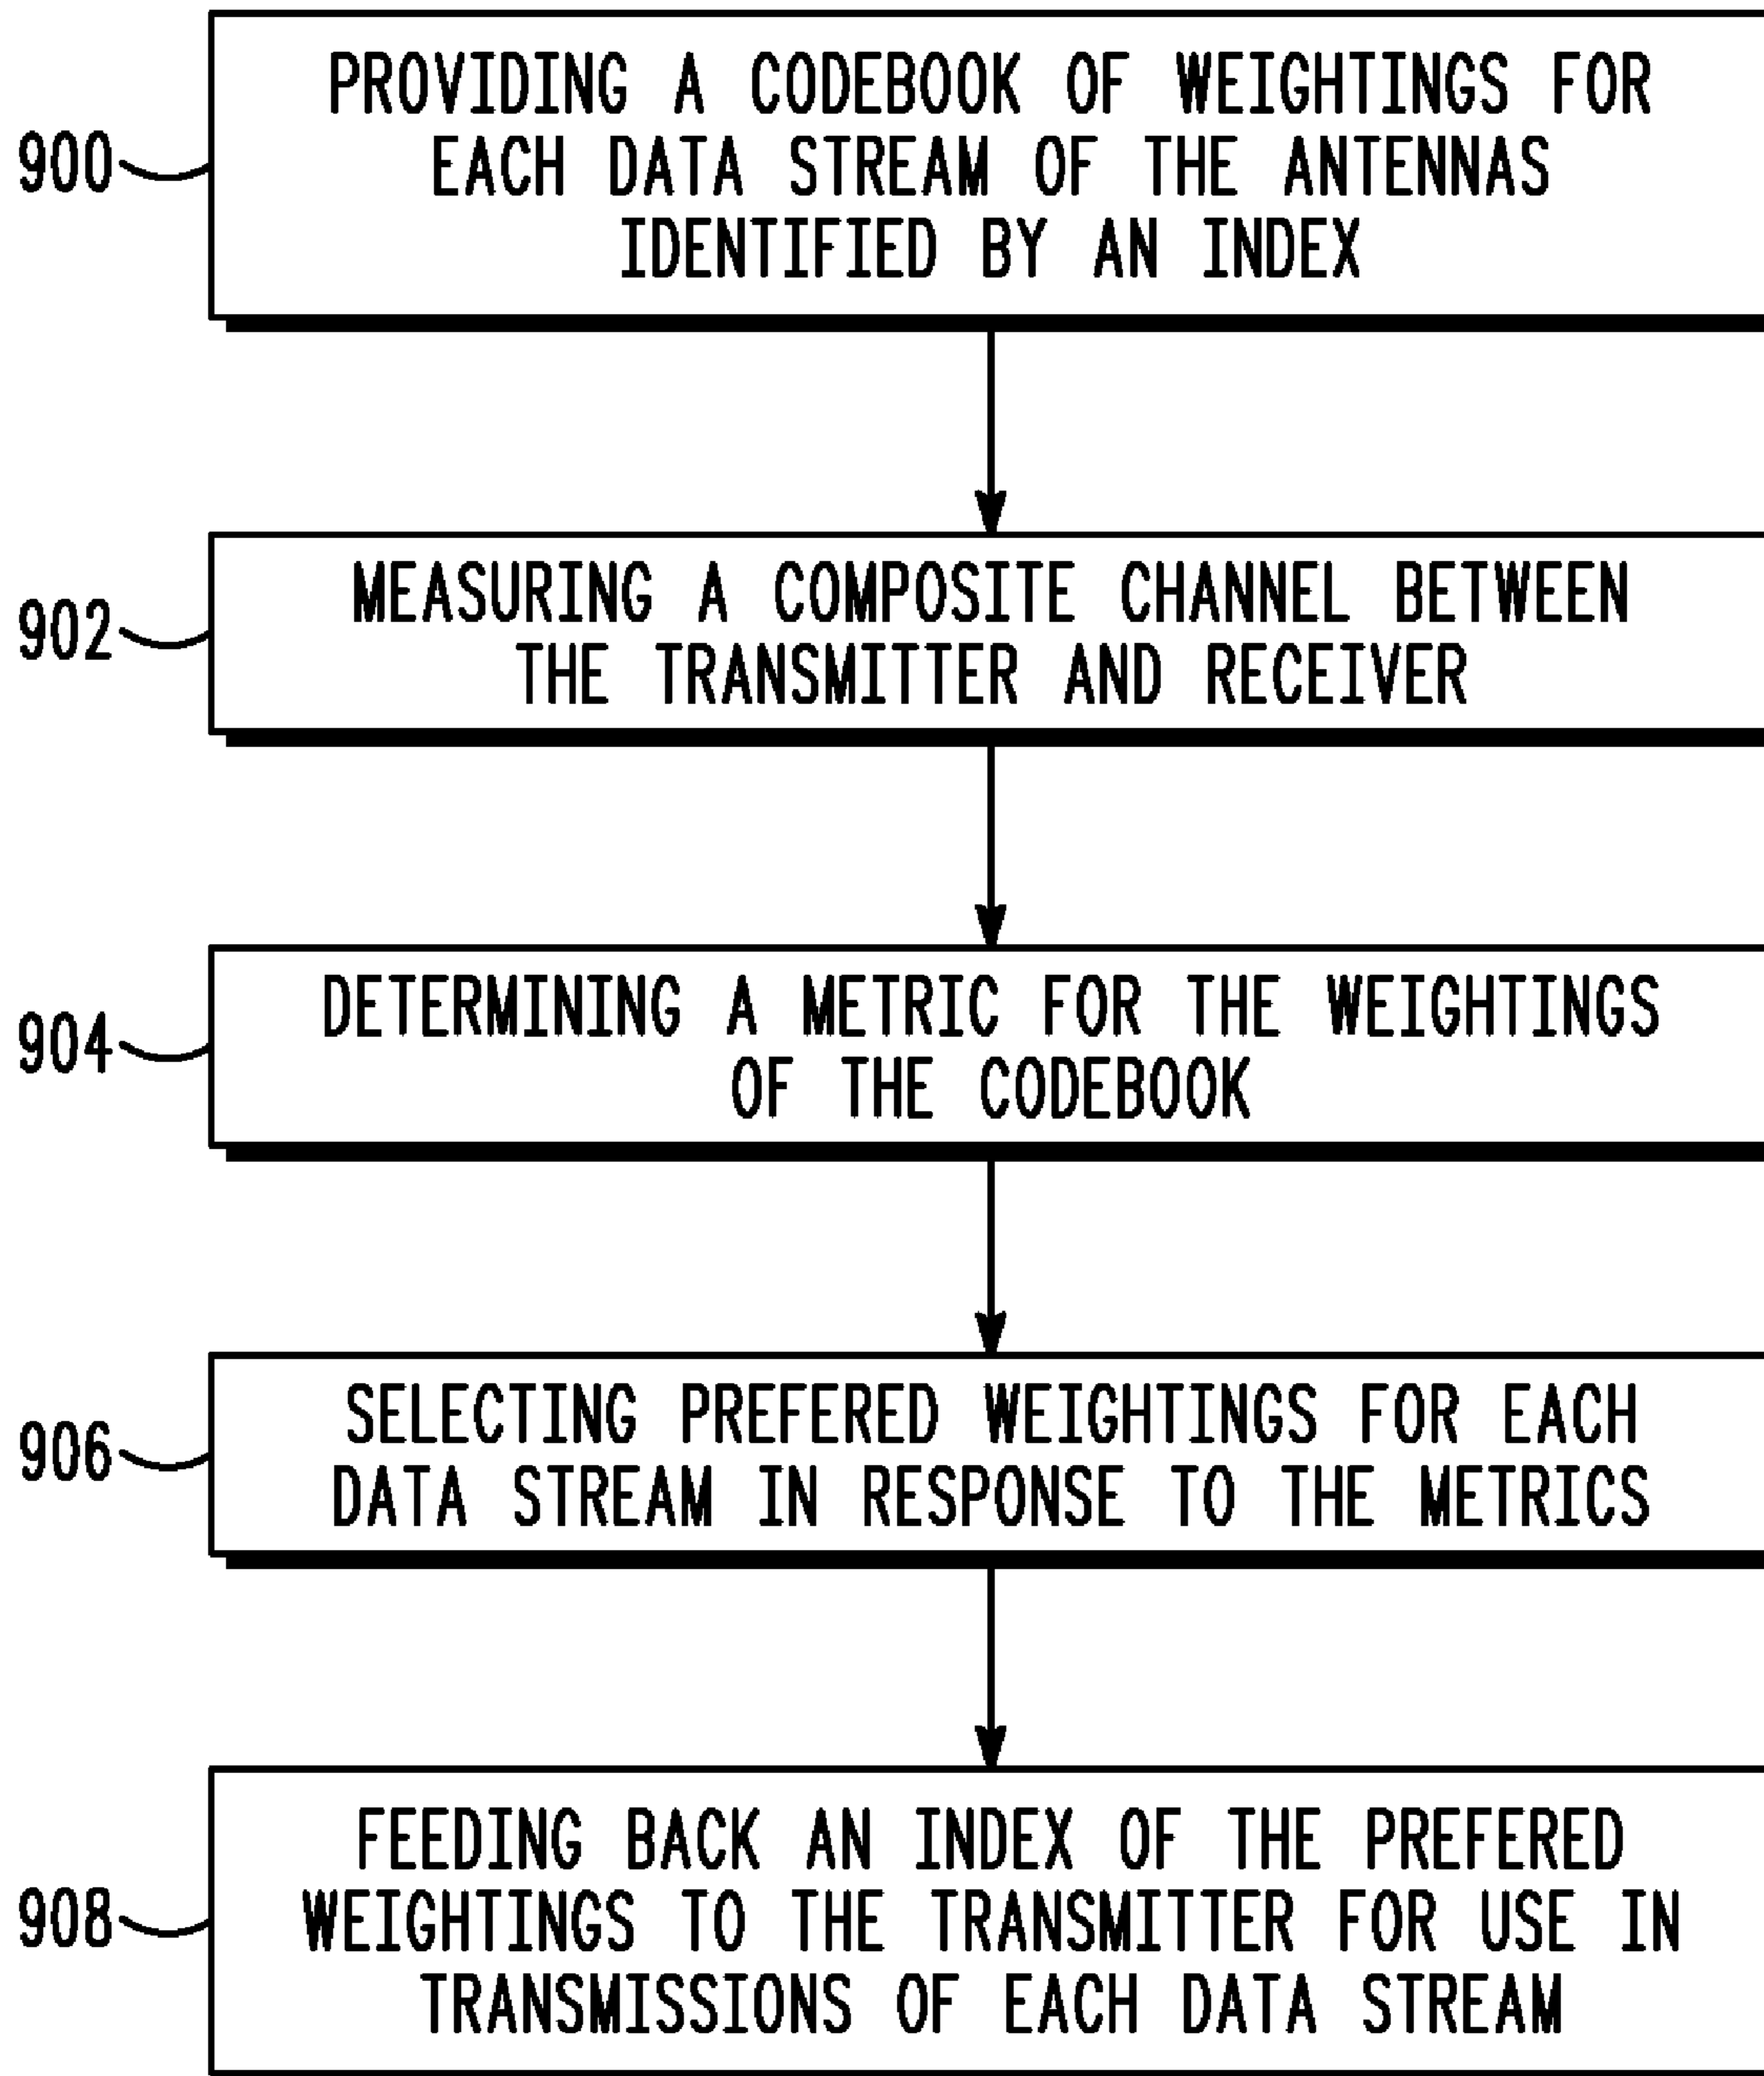 PROVIDING A CODEBOOK OF WEIGHTINGS FOR
900 EACH DATA STREAM OF THE ANTENNAS
IDENTIFIED BY AN INDEX
MEASURING A COMPOSITE CHANNEL BETWEEN
902 THE TRANSMITTER AND RECEIVER
DETERMINING A METRIC FOR THE WEIGHTINGS
904 OF THE CODEBOOK
SELECTING PREFERED WEIGHTINGS FOR EACH
906 DATA STREAM IN RESPONSE TO THE METRICS
FEEDING BACK AN INDEX OF THE PREFERED
908 WEIGHTINGS TO THE TRANSMITTER FOR USE IN
TRANSMISSIONS OF EACH DATA STREAM